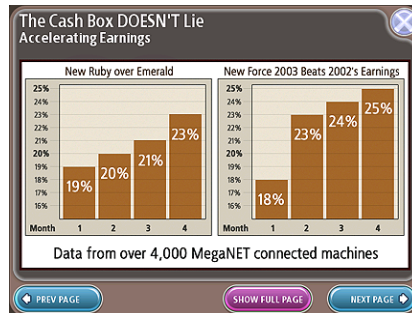 The Cash Box DOESN'T Lie
Accelerating Earnings
New Ruby over Emerald
25%
24%
23%
22%
21%
20%
19%
18%
17%
16%
19%
20%
21%
23%
Month 1 2 3 4
New Force 2003 Beats 2002's Earnings
25%
24%
23%
22%
21%
20%
19%
18%
17%
16%
18%
23%
24%
25%
Month 1 2 3 4
Data from over 4,000 MegaNET connected machines
PREV PAGE
SHOW FULL PAGE
NEXT PAGE